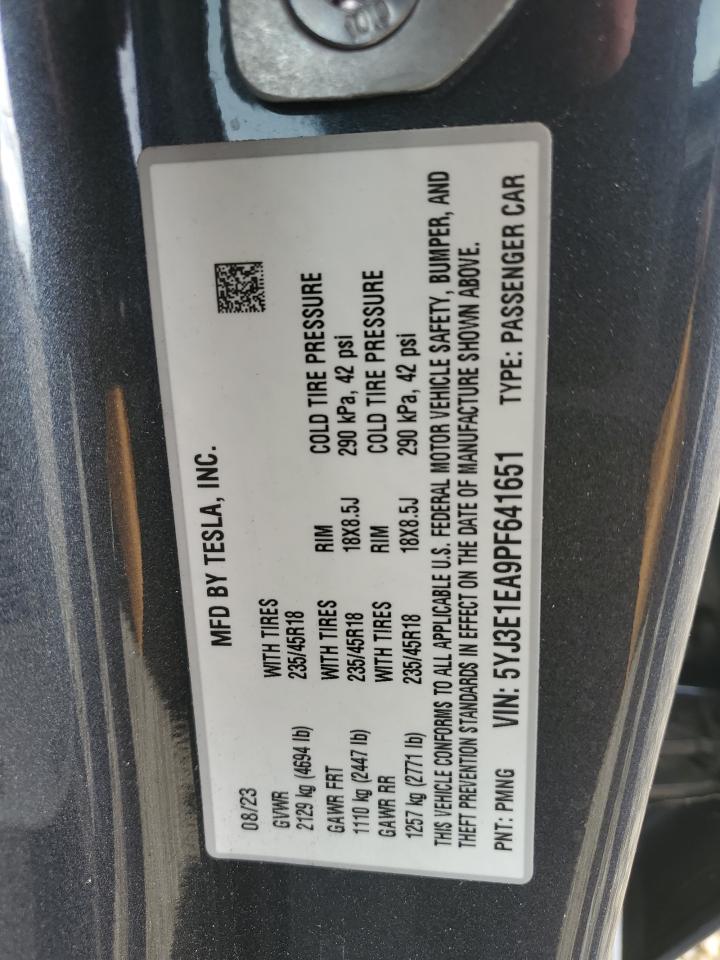 MFD BY TESLA, INC.
08/23
GVWR WITH TIRES
2129 kg (4694 lb) 235/45R18
GAWR FRT WITH TIRES RIM COLD TIRE PRESSURE
1110 kg (2447 lb) 235/45R18 18X8.5J 290 kPa, 42 psi
GAWR RR WITH TIRES RIM COLD TIRE PRESSURE
1257 kg (2771 lb) 235/45R18 18X8.5J 290 kPa, 42 psi
THIS VEHICLE CONFORMS TO ALL APPLICABLE U.S. FEDERAL MOTOR VEHICLE SAFETY, BUMPER, AND
THEFT PREVENTION STANDARDS IN EFFECT ON THE DATE OF MANUFACTURE SHOWN ABOVE.
PNT: PMNG VIN: 5YJ3E1EA9PF641651 TYPE: PASSENGER CAR